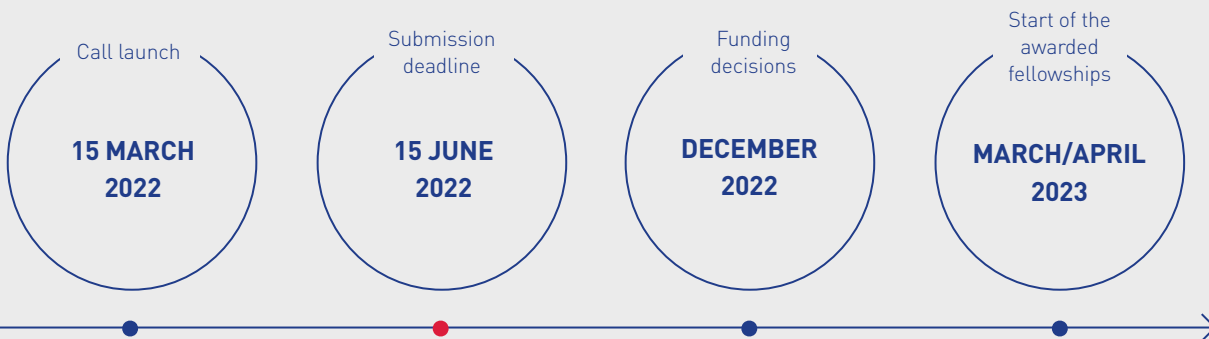 Call launch
15 MARCH
2022
Submission
deadline
15 JUNE
2022
Funding
decisions
DECEMBER
2022
Start of the
awarded
fellowships
MARCH/APRIL
2023